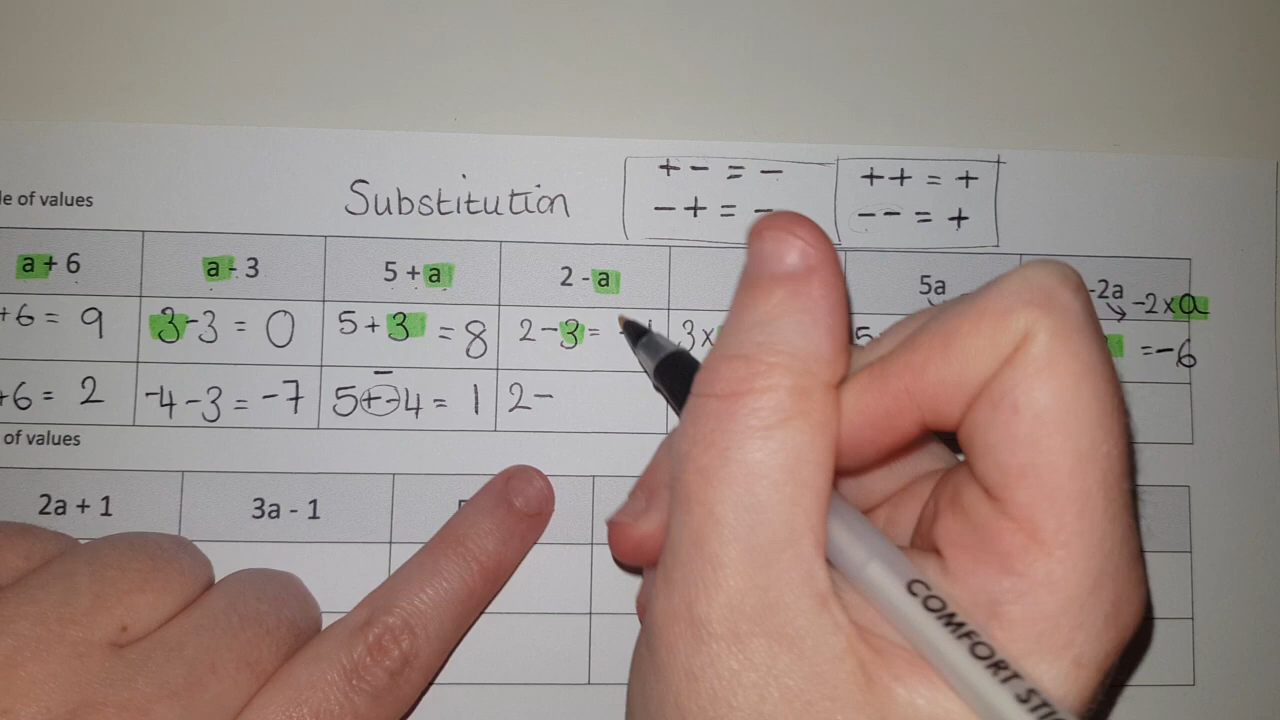 le of values
Substitution
+ - = -
- + = -
+ + = +
- - = +
a + 6
a - 3
5 + a
2 - a
5a
-2a
-2×a
+6 = 9
3-3 = 0
5+3 = 8
2-3=
3×
5
=-6
+6 = 2
-4-3 = -7
5+-4 = 1
-
2-
of values
2a + 1
3a - 1
COMFORT STIC